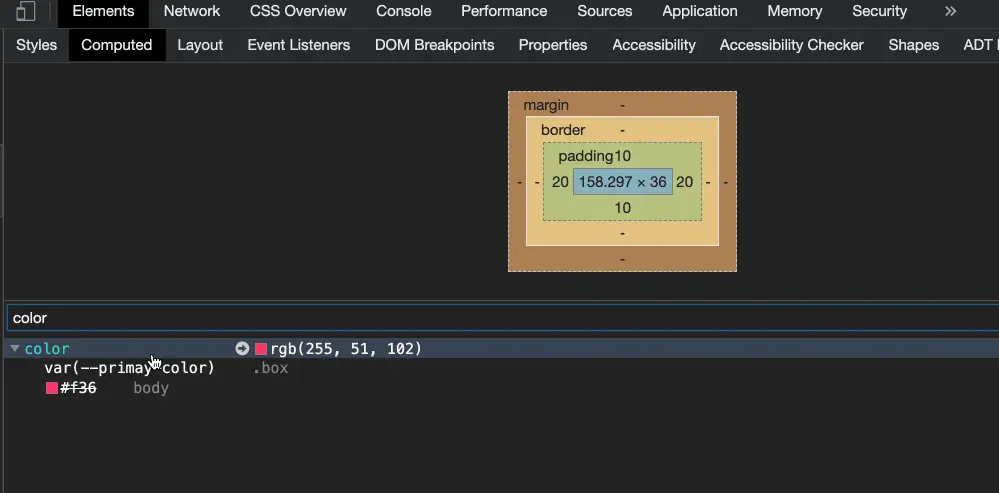 Elements Network CSS Overview Console Performance Sources Application Memory Security »
Styles Computed Layout Event Listeners DOM Breakpoints Properties Accessibility Accessibility Checker Shapes ADT
margin -
border -
padding10
- - 20 158.297 × 36 20 - -
10
-
-
color
color rgb(255, 51, 102)
var(--primay-color) .box
#f36 body